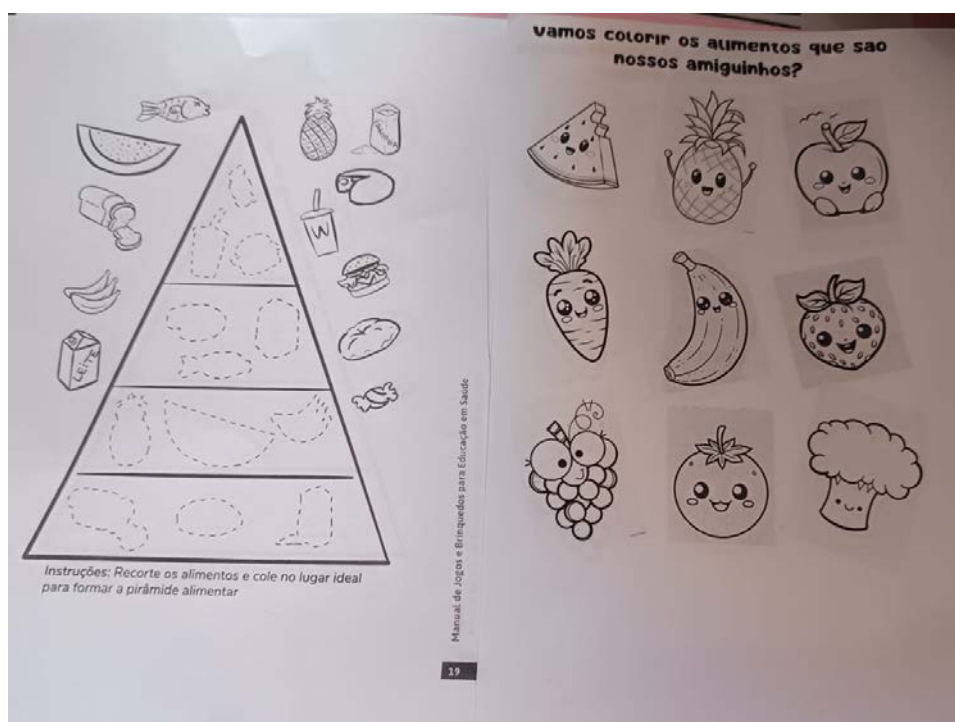 LEITE
W
Instruções: Recorte os alimentos e cole no lugar ideal
para formar a pirâmide alimentar
Manual de Jogos e Brinquedos para Educação em Saúde
19
vamos colorir os alimentos que sao
nossos amiguinhos?